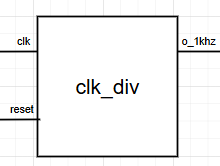 clk
o_1khz
clk_div
reset